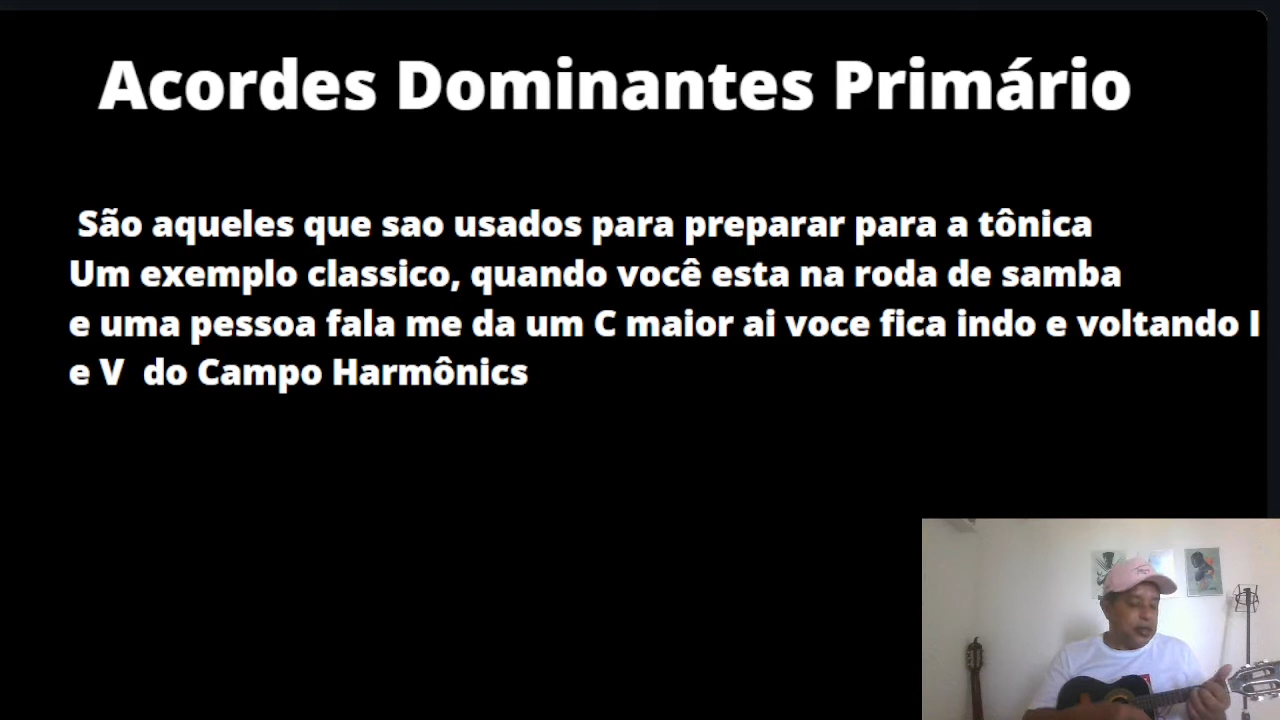 Acordes Dominantes Primário
São aqueles que sao usados para preparar para a tônica
Um exemplo classico, quando você esta na roda de samba
e uma pessoa fala me da um C maior ai voce fica indo e voltando I
e V do Campo Harmônics